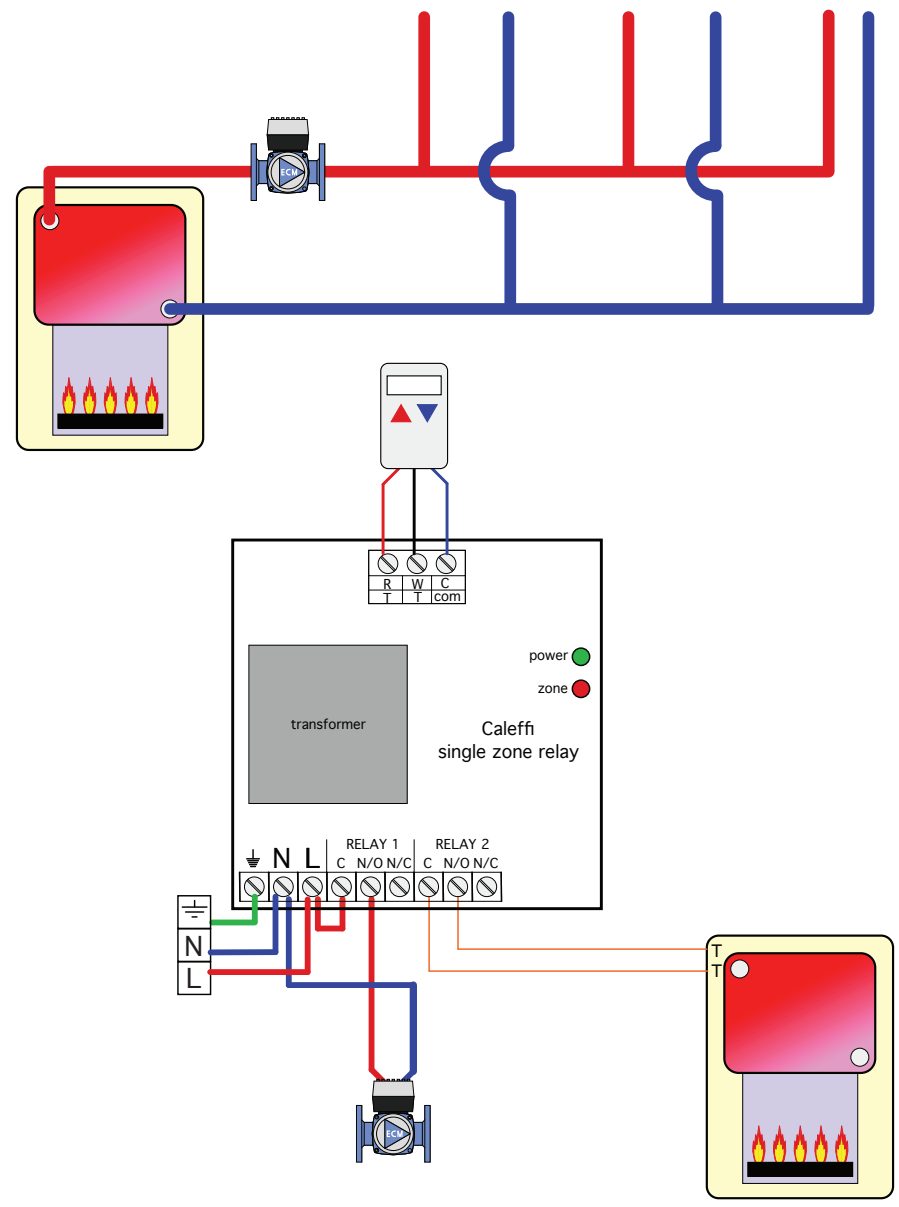 ECM
R W C
T T com
power
zone
transformer
Caleffi
single zone relay
RELAY 1 RELAY 2
N L C N/O N/C C N/O N/C
N
L
T
T
ECM